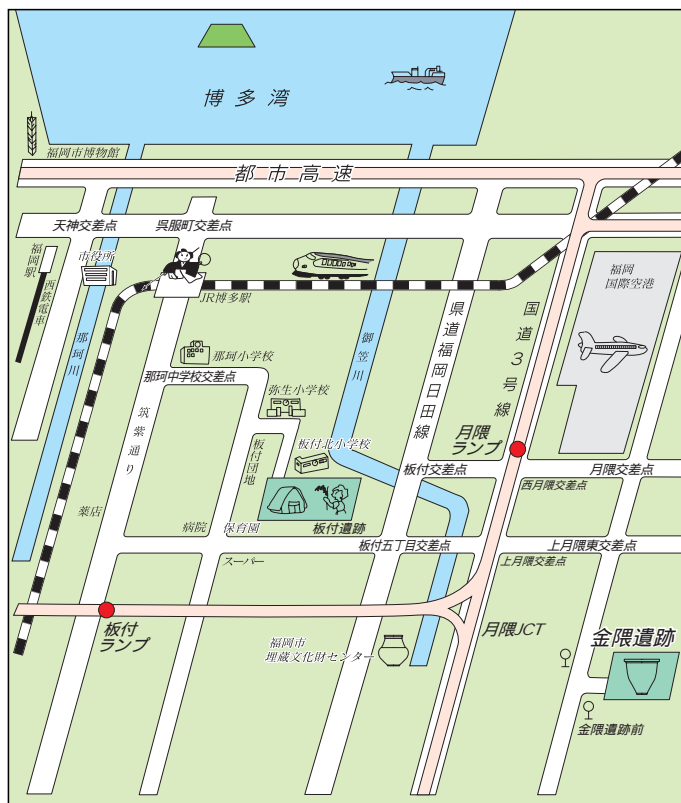 博多湾
福岡市博物館
都市高速
天神交差点
呉服町交差点
福岡駅
西鉄電車
市役所
JR博多駅
福岡
国際空港
那珂川
御笠川
県道福岡日田線
国道3号線
那珂小学校
那珂中学校交差点
弥生小学校
筑紫通り
板付団地
板付北小学校
月隈
ランプ
板付交差点
月隈交差点
西月隈交差点
薬店
病院
保育園
板付遺跡
板付五丁目交差点
上月隈東交差点
スーパー
上月隈交差点
板付
ランプ
月隈JCT
福岡市
埋蔵文化財センター
金隈遺跡
金隈遺跡前